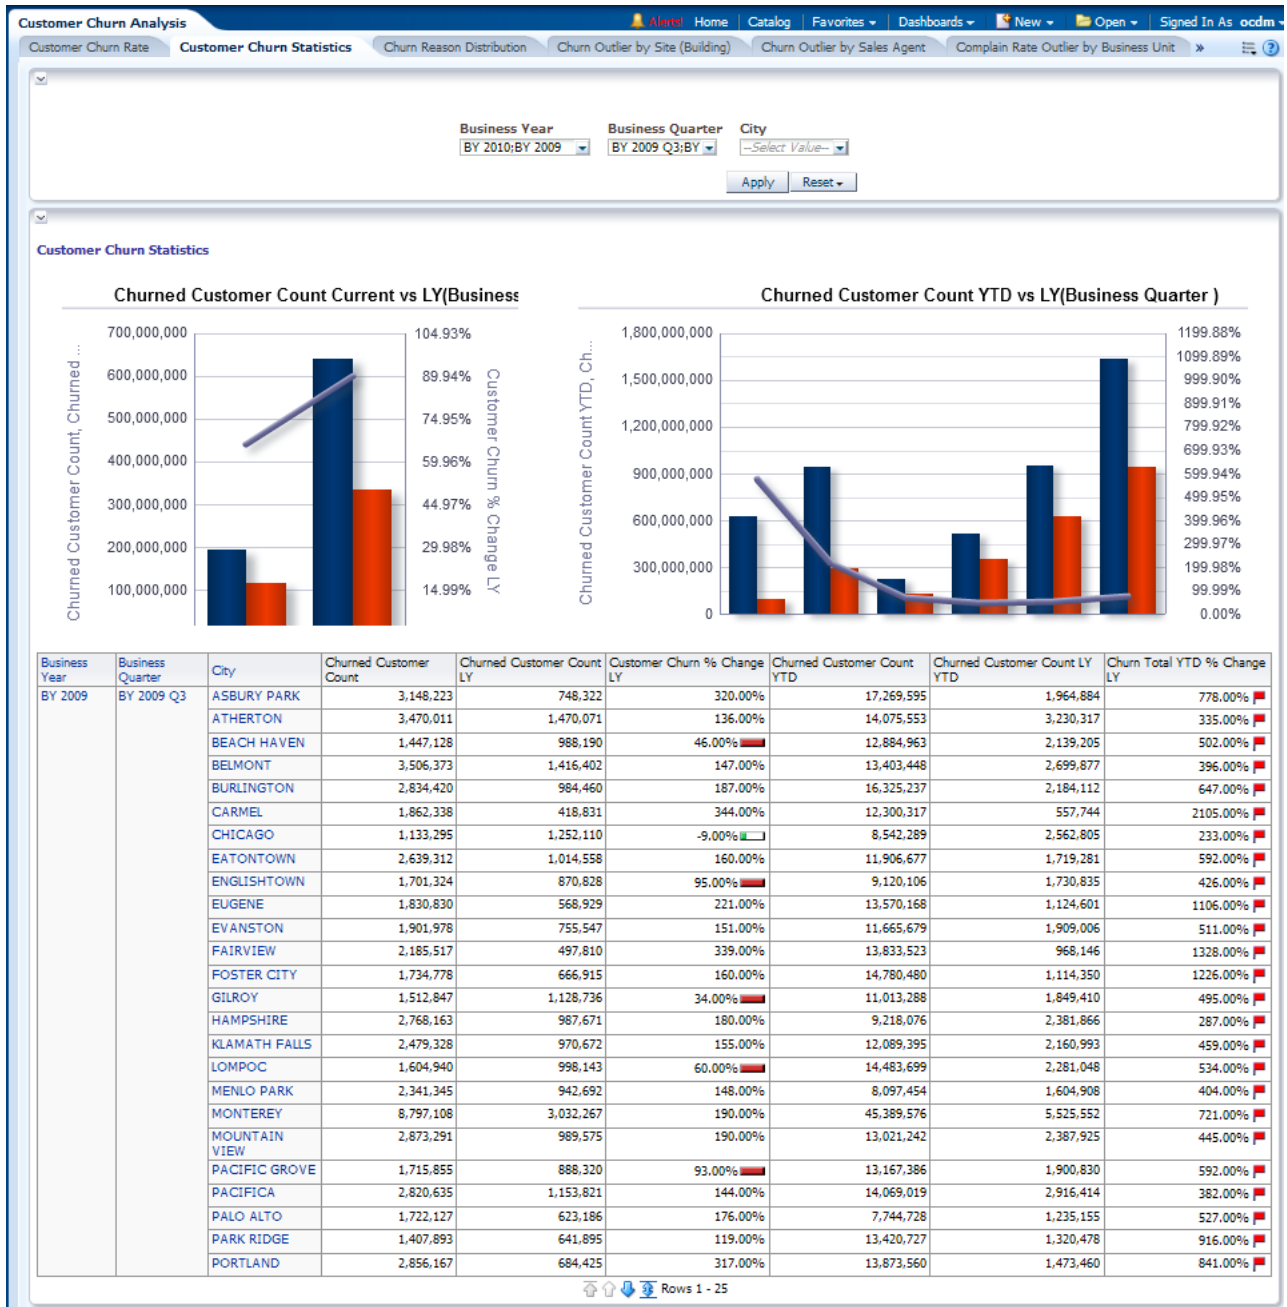 Customer Churn Analysis
Alerts! Home Catalog Favorites Dashboards New Open Signed In As ocdm
Customer Churn Rate Customer Churn Statistics Churn Reason Distribution Churn Outlier by Site (Building) Churn Outlier by Sales Agent Complain Rate Outlier by Business Unit »
Business Year Business Quarter City
BY 2010;BY 2009 BY 2009 Q3;BY --Select Value--
Apply Reset
Customer Churn Statistics
Churned Customer Count Current vs LY(Business
700,000,000 104.93%
600,000,000 89.94%
500,000,000 74.95%
400,000,000 59.96%
300,000,000 44.97%
200,000,000 29.98%
100,000,000 14.99%
Churned Customer Count, Churned ...
Customer Churn % Change LY
Churned Customer Count YTD vs LY(Business Quarter )
1,800,000,000
1,500,000,000
1,200,000,000
900,000,000
600,000,000
300,000,000
0
Churned Customer Count YTD, Ch...
1199.88%
1099.89%
999.90%
899.91%
799.92%
699.93%
599.94%
499.95%
399.96%
299.97%
199.98%
99.99%
0.00%
Business Year Business Quarter City Churned Customer Count Churned Customer Count LY Customer Churn % Change LY Churned Customer Count YTD Churned Customer Count LY YTD Churn Total YTD % Change LY
BY 2009 BY 2009 Q3 ASBURY PARK 3,148,223 748,322 320.00% 17,269,595 1,964,884 778.00%
ATHERTON 3,470,011 1,470,071 136.00% 14,075,553 3,230,317 335.00%
BEACH HAVEN 1,447,128 988,190 46.00% 12,884,963 2,139,205 502.00%
BELMONT 3,506,373 1,416,402 147.00% 13,403,448 2,699,877 396.00%
BURLINGTON 2,834,420 984,460 187.00% 16,325,237 2,184,112 647.00%
CARMEL 1,862,338 418,831 344.00% 12,300,317 557,744 2105.00%
CHICAGO 1,133,295 1,252,110 -9.00% 8,542,289 2,562,805 233.00%
EATONTOWN 2,639,312 1,014,558 160.00% 11,906,677 1,719,281 592.00%
ENGLISHTOWN 1,701,324 870,828 95.00% 9,120,106 1,730,835 426.00%
EUGENE 1,830,830 568,929 221.00% 13,570,168 1,124,601 1106.00%
EVANSTON 1,901,978 755,547 151.00% 11,665,679 1,909,006 511.00%
FAIRVIEW 2,185,517 497,810 339.00% 13,833,523 968,146 1328.00%
FOSTER CITY 1,734,778 666,915 160.00% 14,780,480 1,114,350 1226.00%
GILROY 1,512,847 1,128,736 34.00% 11,013,288 1,849,410 495.00%
HAMPSHIRE 2,768,163 987,671 180.00% 9,218,076 2,381,866 287.00%
KLAMATH FALLS 2,479,328 970,672 155.00% 12,089,395 2,160,993 459.00%
LOMPOC 1,604,940 998,143 60.00% 14,483,699 2,281,048 534.00%
MENLO PARK 2,341,345 942,692 148.00% 8,097,454 1,604,908 404.00%
MONTEREY 8,797,108 3,032,267 190.00% 45,389,576 5,525,552 721.00%
MOUNTAIN VIEW 2,873,291 989,575 190.00% 13,021,242 2,387,925 445.00%
PACIFIC GROVE 1,715,855 888,320 93.00% 13,167,386 1,900,830 592.00%
PACIFICA 2,820,635 1,153,821 144.00% 14,069,019 2,916,414 382.00%
PALO ALTO 1,722,127 623,186 176.00% 7,744,728 1,235,155 527.00%
PARK RIDGE 1,407,893 641,895 119.00% 13,420,727 1,320,478 916.00%
PORTLAND 2,856,167 684,425 317.00% 13,873,560 1,473,460 841.00%
Rows 1 - 25